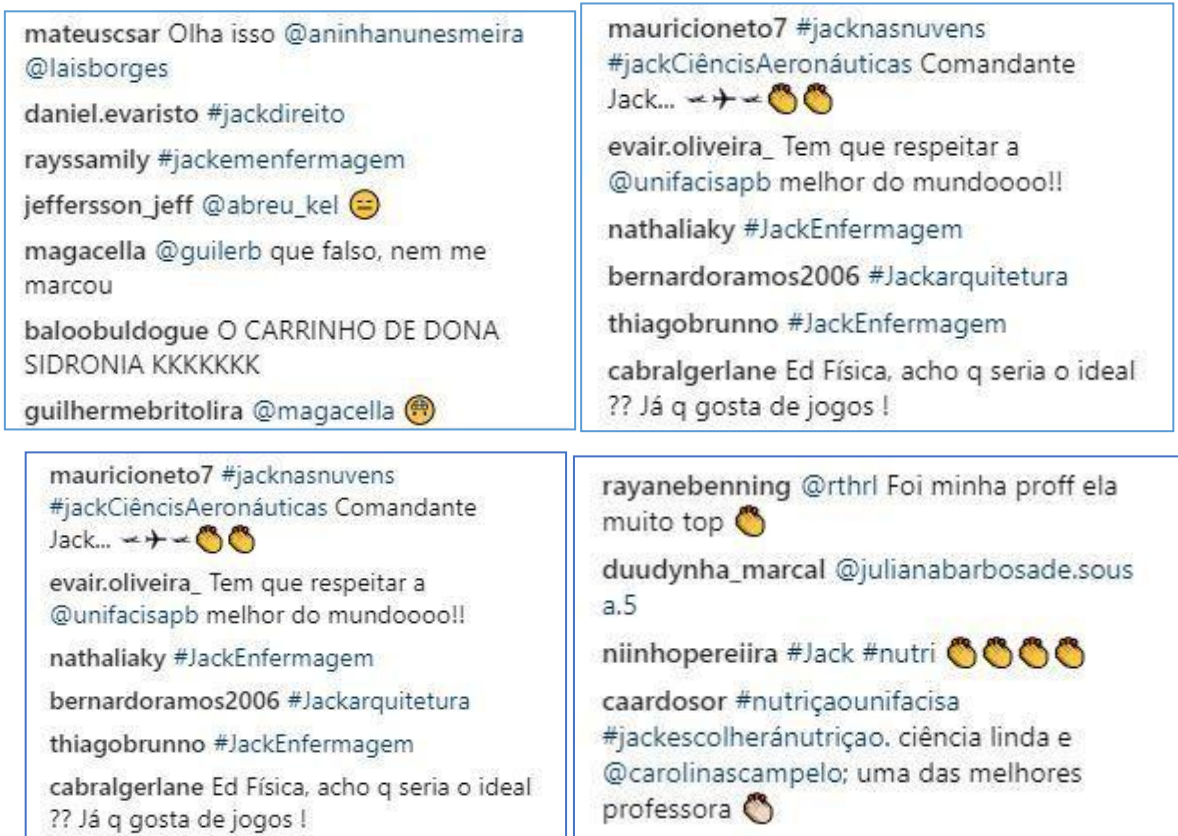 mateuscsar Olha isso @aninhanunesmeira
@laisborges
daniel.evaristo #jackdireito
rayssamily #jackemenfermagem
jeffersson_jeff @abreu_kel 😑
magacella @guilerb que falso, nem me
marcou
baloobuldogue O CARRINHO DE DONA
SIDRONIA KKKKKKK
guilhermebritolira @magacella
mauricioneto7 #jacknasnuvens
#jackCiêncisAeronáuticas Comandante
Jack... 👏👏
evair.oliveira_ Tem que respeitar a
@unifacisapb melhor do mundoooo!!
nathaliaky #JackEnfermagem
bernardoramos2006 #Jackarquitetura
thiagobrunno #JackEnfermagem
cabralgerlane Ed Física, acho q seria o ideal
?? Já q gosta de jogos !
mauricioneto7 #jacknasnuvens
#jackCiêncisAeronáuticas Comandante
Jack... 👏👏
evair.oliveira_ Tem que respeitar a
@unifacisapb melhor do mundoooo!!
nathaliaky #JackEnfermagem
bernardoramos2006 #Jackarquitetura
thiagobrunno #JackEnfermagem
cabralgerlane Ed Física, acho q seria o ideal
?? Já q gosta de jogos !
rayanebenning @rthrl Foi minha proff ela
muito top 👏
duudynha_marcal @julianabarbosade.sous
a.5
niinhopereiira #Jack #nutri 👏👏👏👏
caardosor #nutriçaounifacisa
#jackescolheránutriçao. ciência linda e
@carolinascampelo; uma das melhores
professora 👏🏻